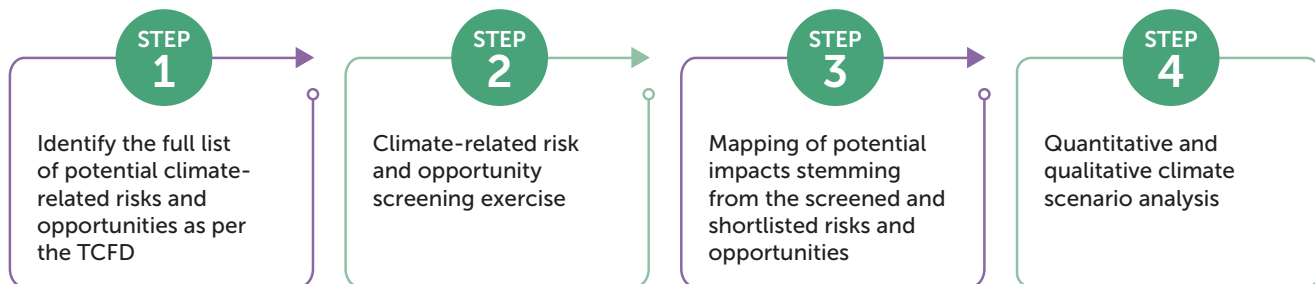 STEP
1
Identify the full list
of potential climate-
related risks and
opportunities as per
the TCFD
STEP
2
Climate-related risk
and opportunity
screening exercise
STEP
3
Mapping of potential
impacts stemming
from the screened and
shortlisted risks and
opportunities
STEP
4
Quantitative and
qualitative climate
scenario analysis